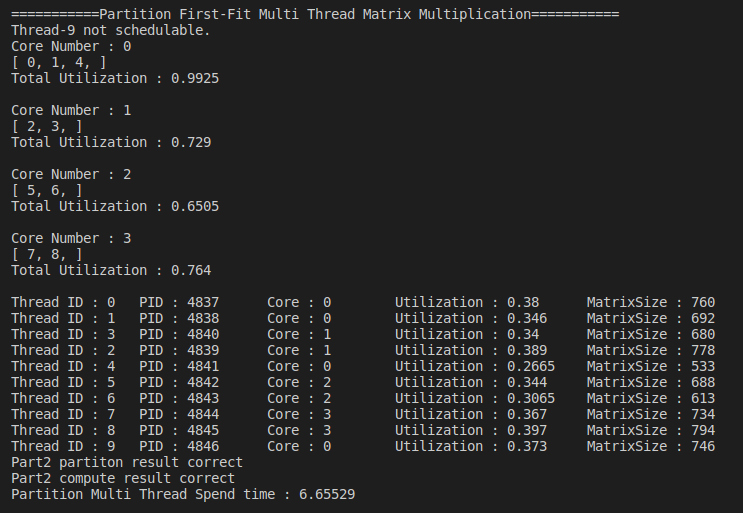 ===========Partition First-Fit Multi Thread Matrix Multiplication===========
Thread-9 not schedulable.
Core Number : 0
[ 0, 1, 4, ]
Total Utilization : 0.9925
Core Number : 1
[ 2, 3, ]
Total Utilization : 0.729
Core Number : 2
[ 5, 6, ]
Total Utilization : 0.6505
Core Number : 3
[ 7, 8, ]
Total Utilization : 0.764
Thread ID : 0 PID : 4837 Core : 0 Utilization : 0.38 MatrixSize : 760
Thread ID : 1 PID : 4838 Core : 0 Utilization : 0.346 MatrixSize : 692
Thread ID : 3 PID : 4840 Core : 1 Utilization : 0.34 MatrixSize : 680
Thread ID : 2 PID : 4839 Core : 1 Utilization : 0.389 MatrixSize : 778
Thread ID : 4 PID : 4841 Core : 0 Utilization : 0.2665 MatrixSize : 533
Thread ID : 5 PID : 4842 Core : 2 Utilization : 0.344 MatrixSize : 688
Thread ID : 6 PID : 4843 Core : 2 Utilization : 0.3065 MatrixSize : 613
Thread ID : 7 PID : 4844 Core : 3 Utilization : 0.367 MatrixSize : 734
Thread ID : 8 PID : 4845 Core : 3 Utilization : 0.397 MatrixSize : 794
Thread ID : 9 PID : 4846 Core : 0 Utilization : 0.373 MatrixSize : 746
Part2 partiton result correct
Part2 compute result correct
Partition Multi Thread Spend time : 6.65529